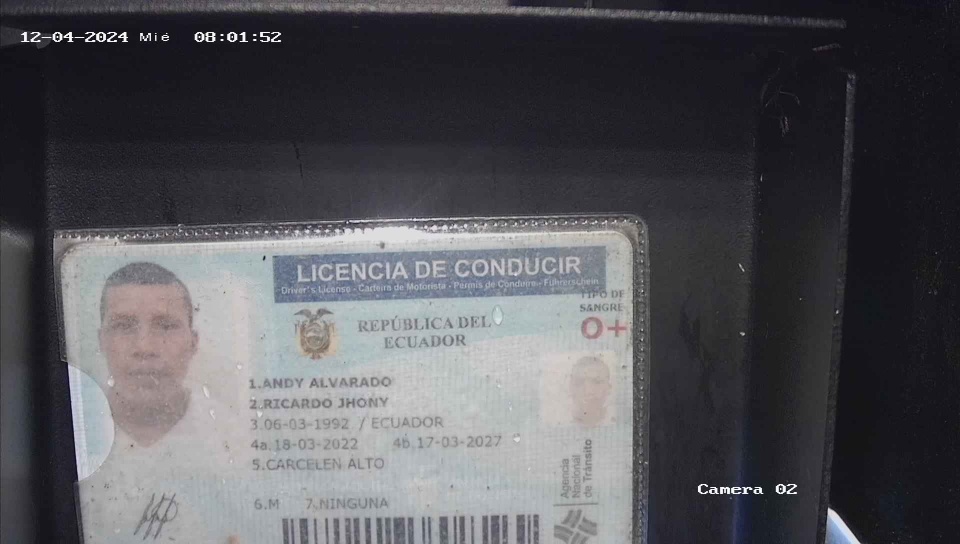 12-04-2024 Mié 08:01:52
LICENCIA DE CONDUCIR
Driver's License - Carteira de Motorista - Permis de Conduire - Führerschein
TIPO DE
SANGRE
O+
REPÚBLICA DEL
ECUADOR
1.ANDY ALVARADO
2.RICARDO JHONY
3.06-03-1992 / ECUADOR
4a.18-03-2022 4b.17-03-2027
5.CARCELEN ALTO
6.M 7.NINGUNA
Agencia
Nacional
de Tránsito
Camera 02